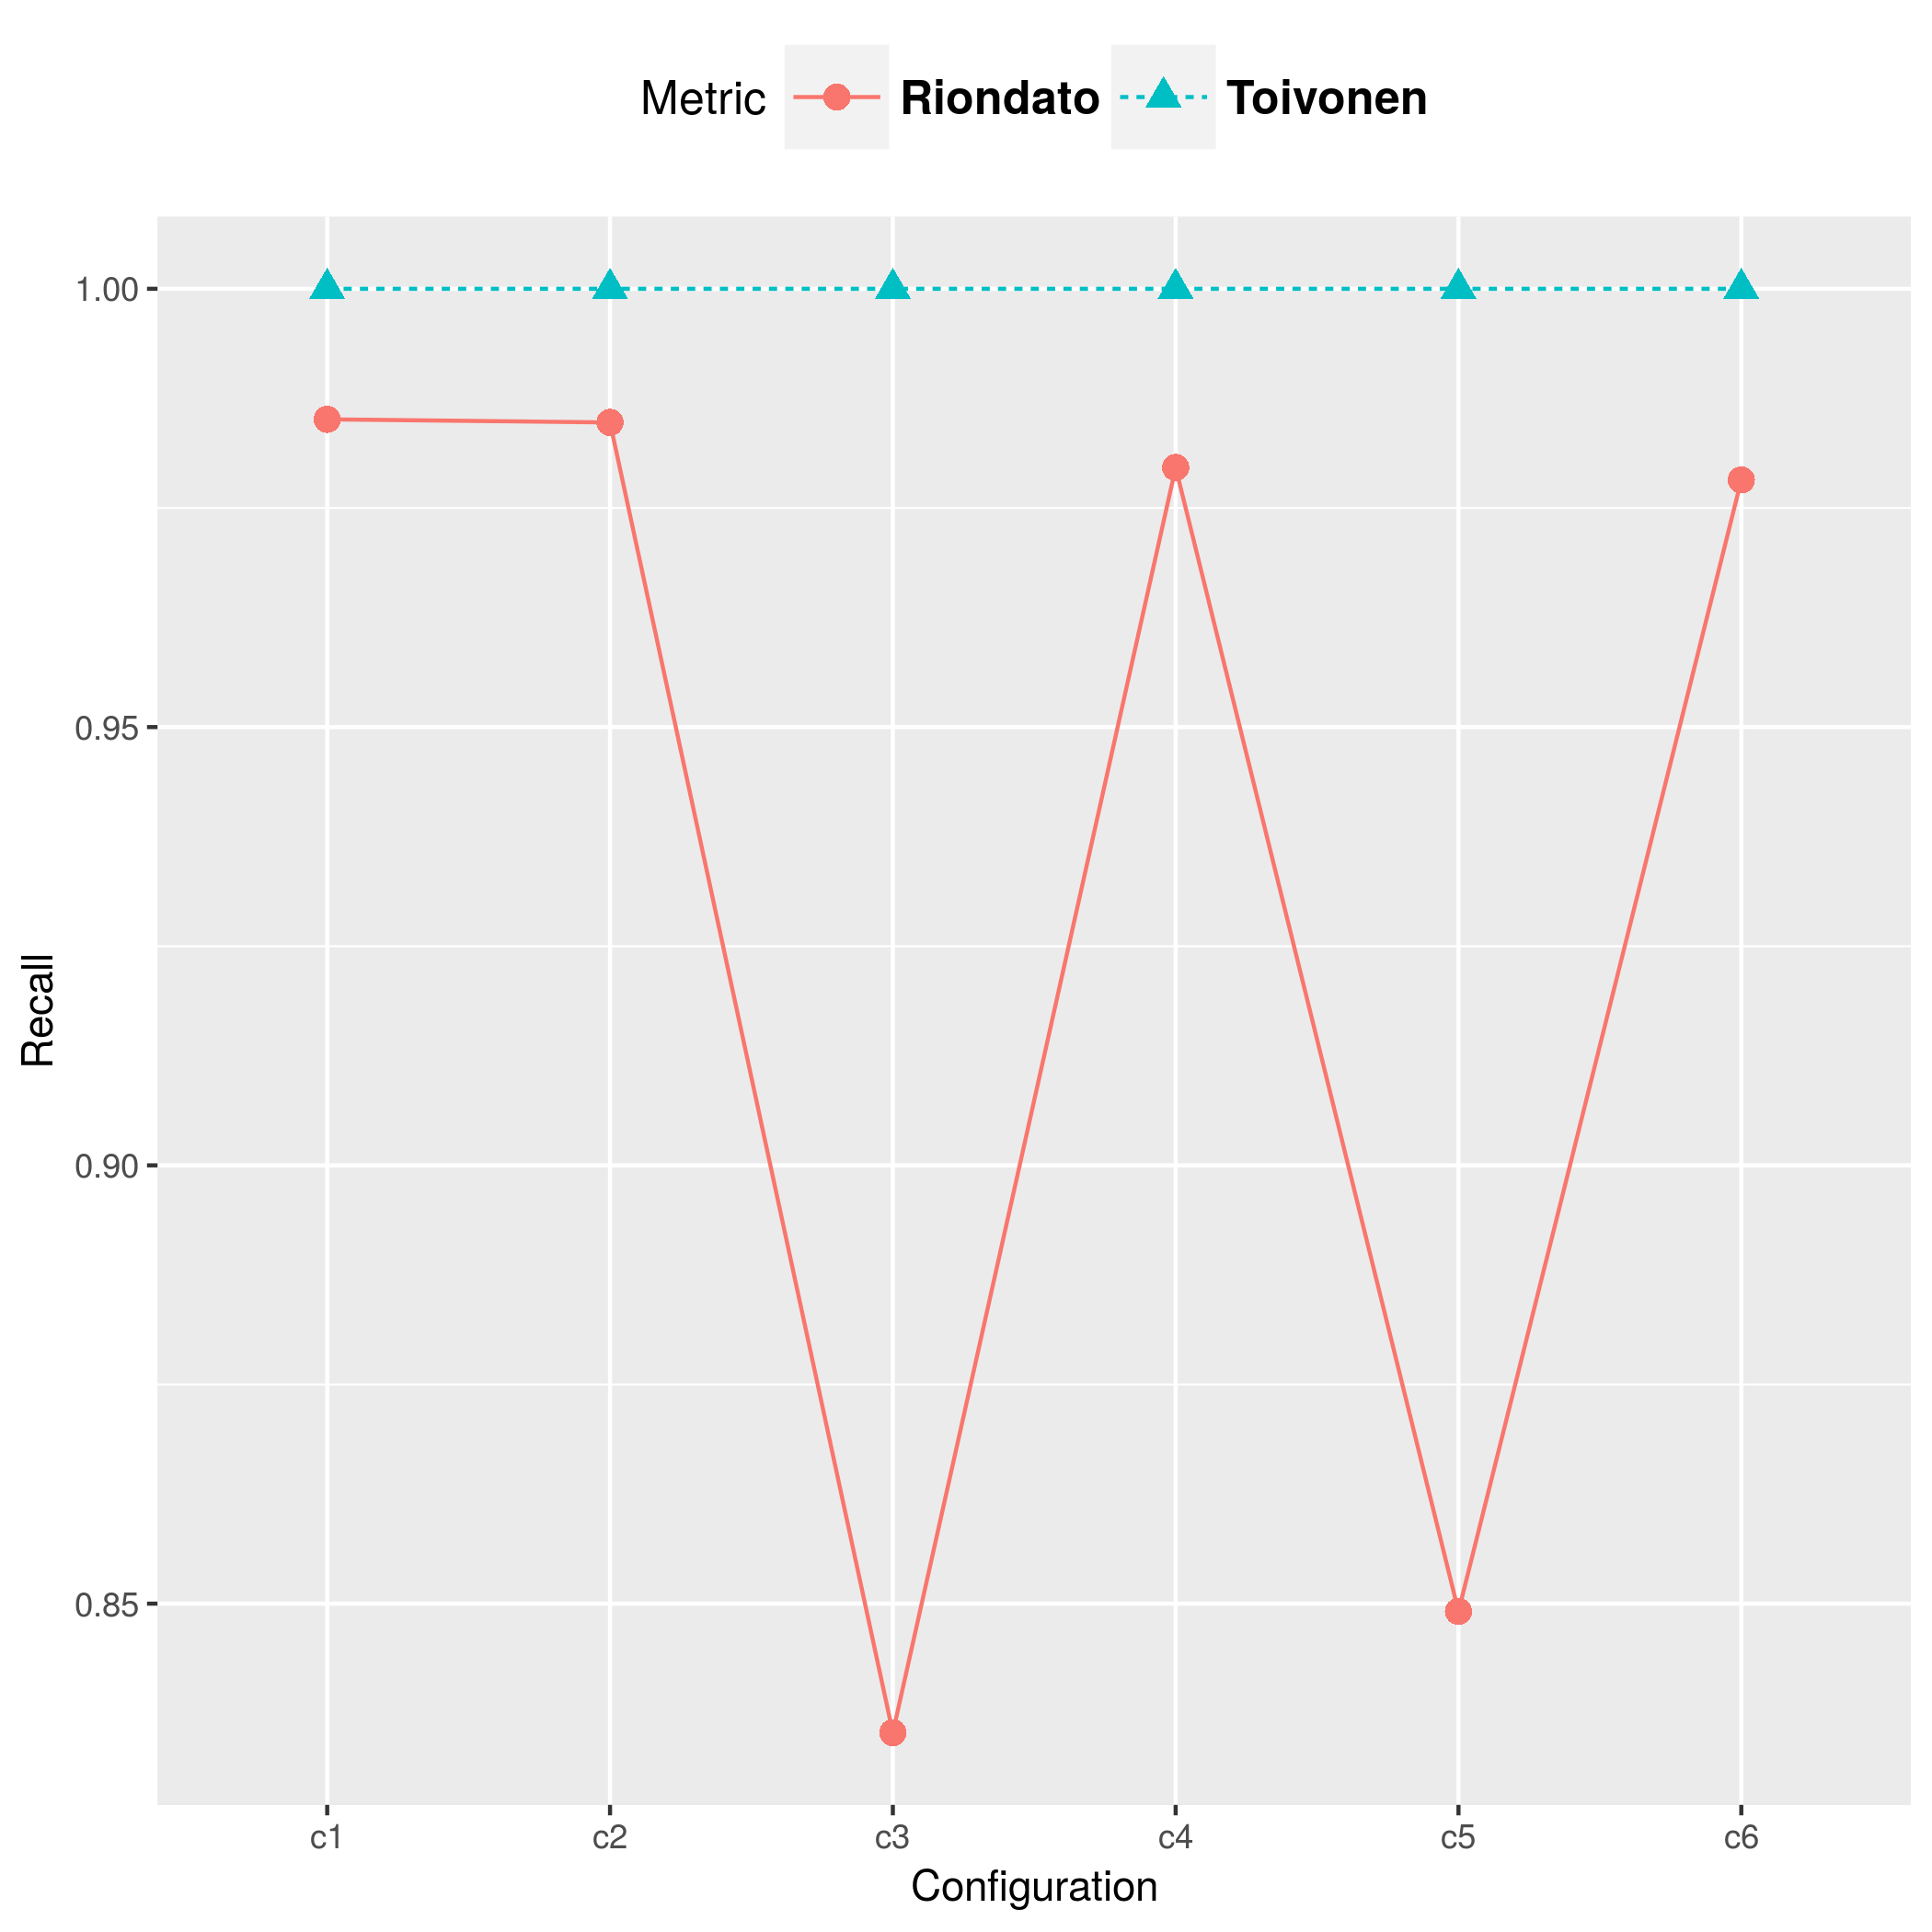 Metric Riondato Toivonen
1.00
0.95
0.90
0.85
Recall
c1 c2 c3 c4 c5 c6
Configuration